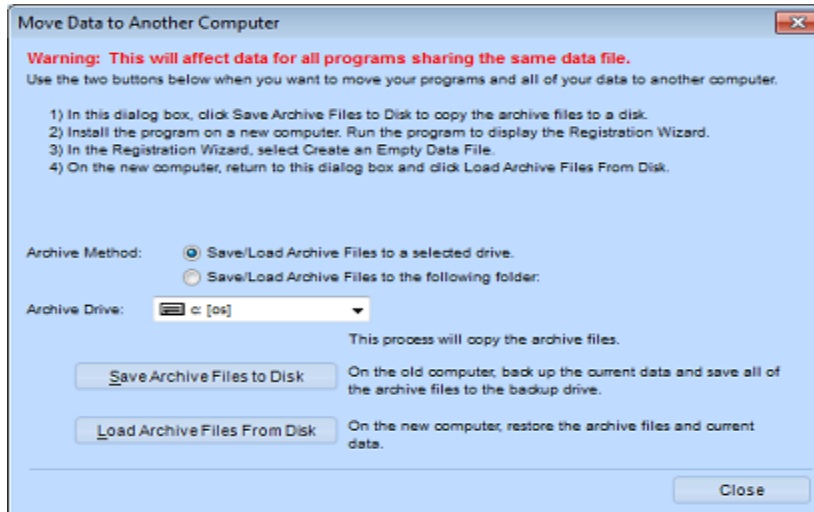 Move Data to Another Computer
Warning: This will affect data for all programs sharing the same data file.
Use the two buttons below when you want to move your programs and all of your data to another computer.
1) In this dialog box, click Save Archive Files to Disk to copy the archive files to a disk.
2) Install the program on a new computer. Run the program to display the Registration Wizard.
3) In the Registration Wizard, select Create an Empty Data File.
4) On the new computer, return to this dialog box and click Load Archive Files From Disk.
Archive Method:
Save/Load Archive Files to a selected drive.
Save/Load Archive Files to the following folder:
Archive Drive:
c: [os]
This process will copy the archive files.
Save Archive Files to Disk
On the old computer, back up the current data and save all of
the archive files to the backup drive.
Load Archive Files From Disk
On the new computer, restore the archive files and current
data.
Close